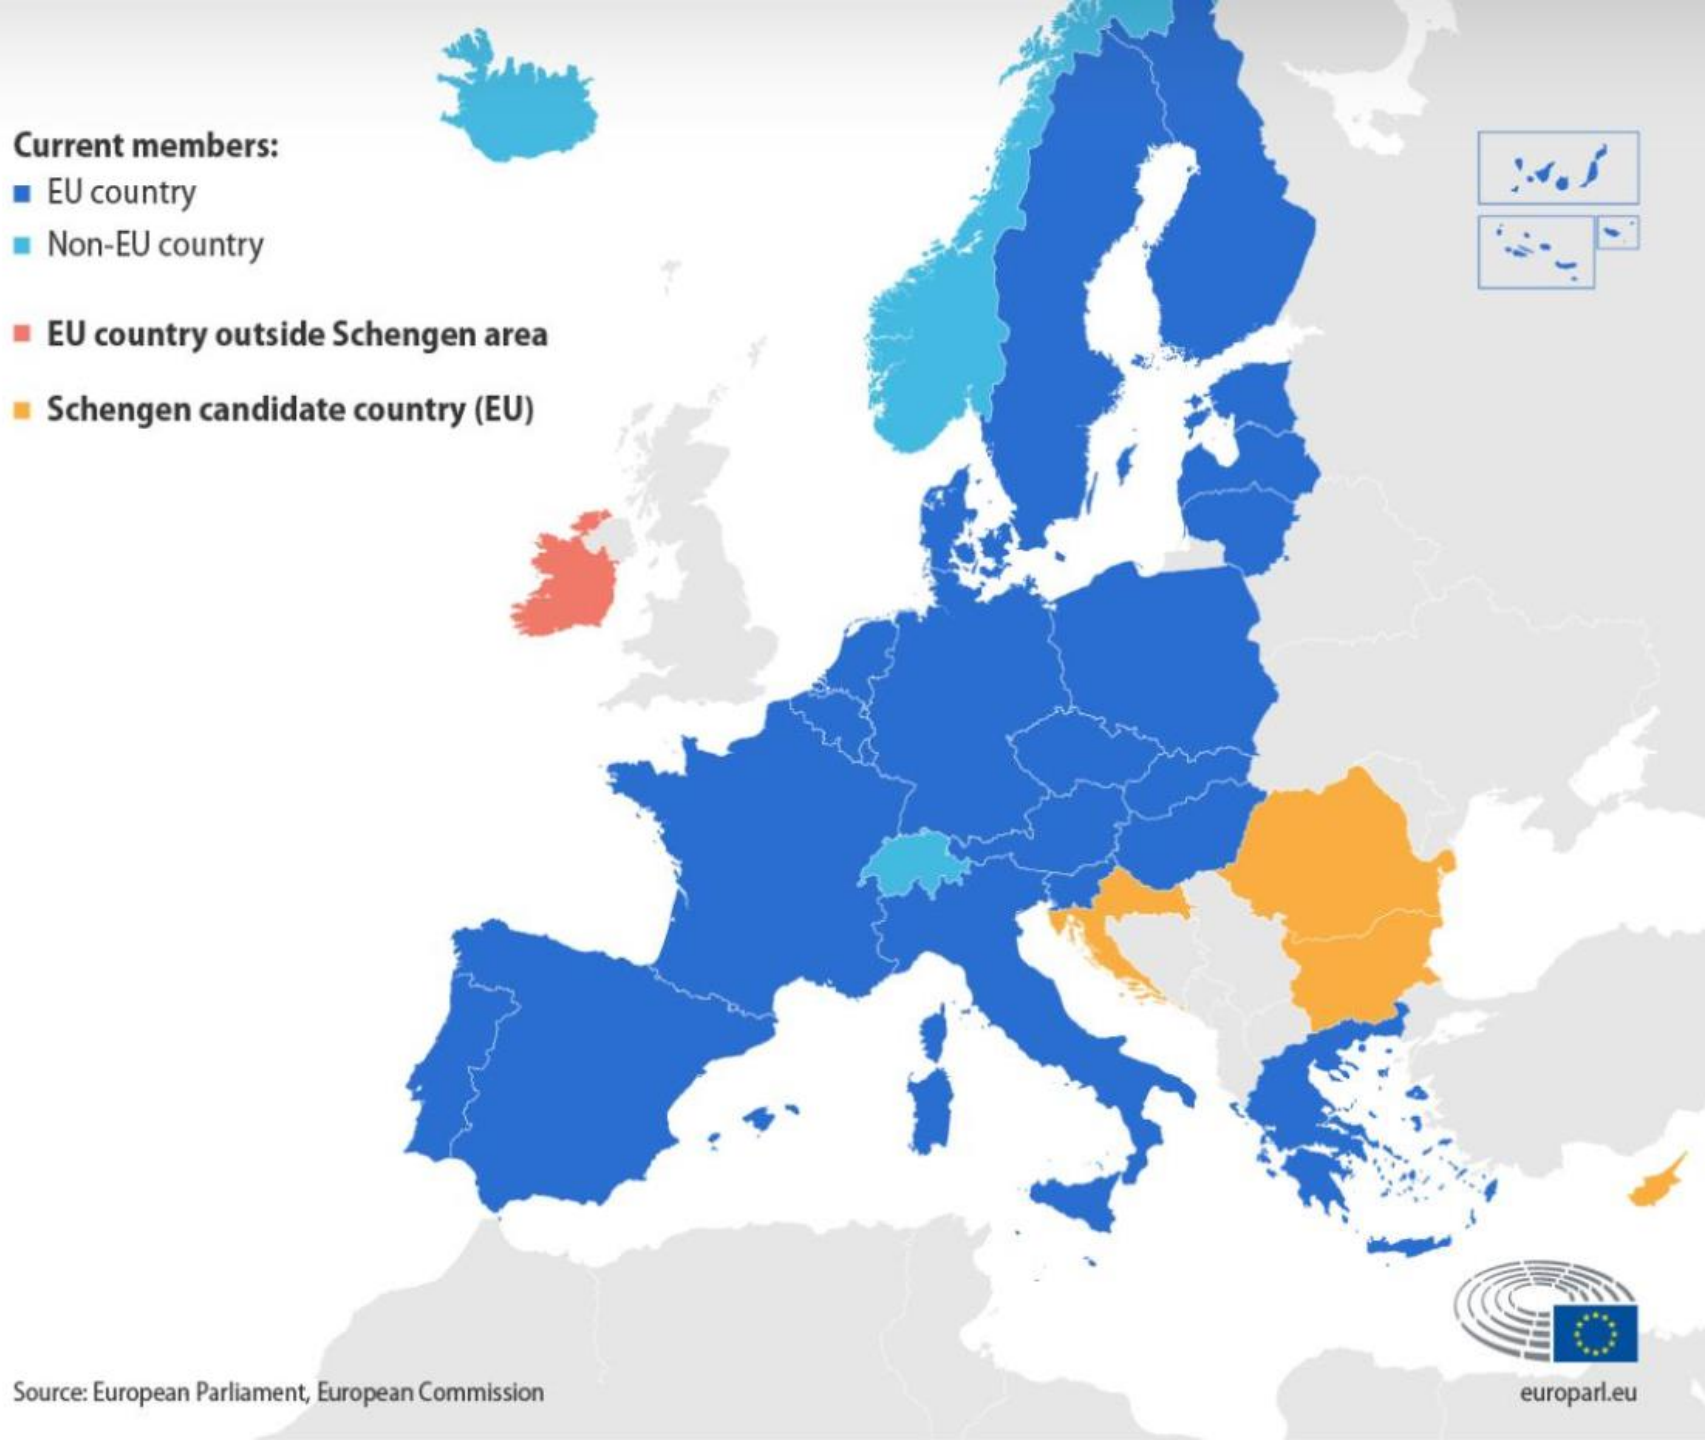 Current members:
EU country
Non-EU country
EU country outside Schengen area
Schengen candidate country (EU)
Source: European Parliament, European Commission
europarl.eu